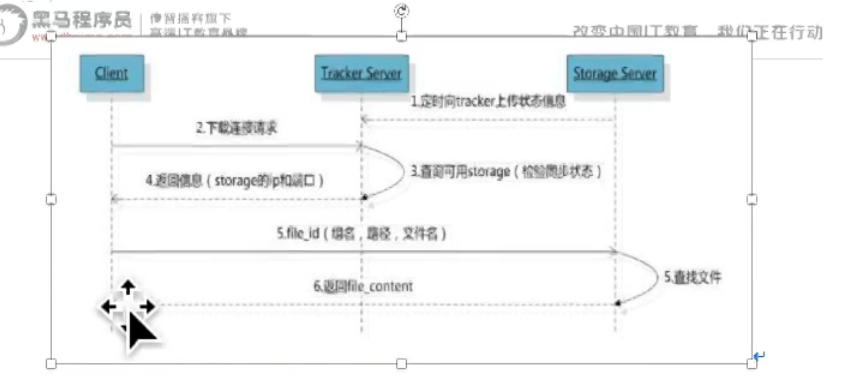 黑马程序员
传智播客旗下
高端IT教育品牌
改变中国IT教育,我们正在行动
Client
Tracker Server
Storage Server
1.定时向tracker上传状态信息
2.下载连接请求
3.查询可用storage(检验同步状态)
4.返回信息(storage的ip和端口)
5.file_id(组名,路径,文件名)
5.查找文件
6.返回file_content